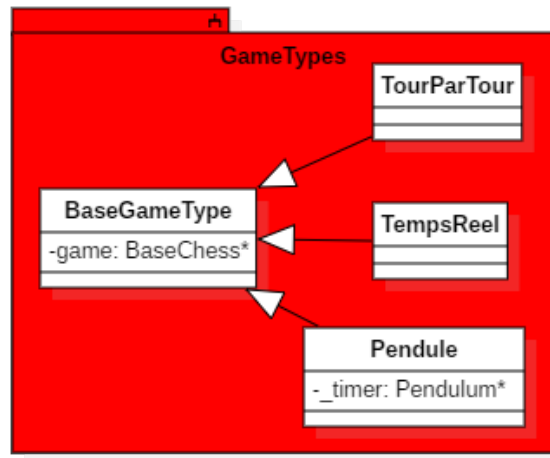 GameTypes
TourParTour
BaseGameType
-game: BaseChess*
TempsReel
Pendule
-_timer: Pendulum*